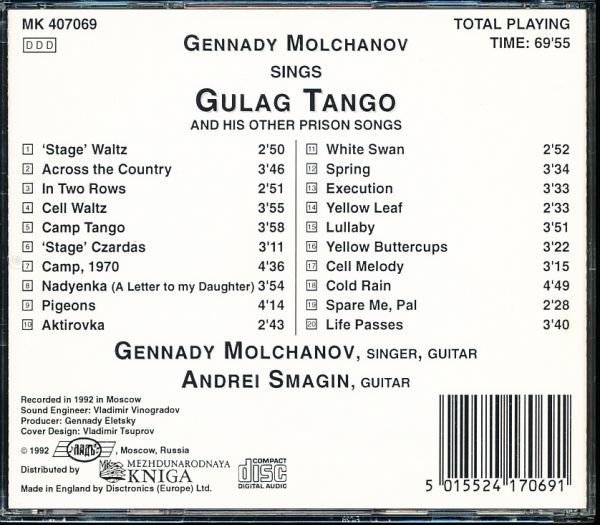 MK 407069
DDD
TOTAL PLAYING
TIME: 69'55
GENNADY MOLCHANOV
SINGS
GULAG TANGO
AND HIS OTHER PRISON SONGS
1 'Stage' Waltz 2'50
2 Across the Country 3'46
3 In Two Rows 2'51
4 Cell Waltz 3'55
5 Camp Tango 3'58
6 'Stage' Czardas 3'11
7 Camp, 1970 4'36
8 Nadyenka (A Letter to my Daughter) 3'54
9 Pigeons 4'14
10 Aktirovka 2'43
11 White Swan 2'52
12 Spring 3'34
13 Execution 3'33
14 Yellow Leaf 2'33
15 Lullaby 3'51
16 Yellow Buttercups 3'22
17 Cell Melody 3'15
18 Cold Rain 4'49
19 Spare Me, Pal 2'28
20 Life Passes 3'40
GENNADY MOLCHANOV, SINGER, GUITAR
ANDREI SMAGIN, GUITAR
Recorded in 1992 in Moscow
Sound Engineer: Vladimir Vinogradov
Producer: Gennady Eletsky
Cover Design: Vladimir Tsuprov
© 1992 ЛАДЪ, Moscow, Russia
Distributed by MK MEZHDUNARODNAYA
KNIGA
Made in England by Disctronics (Europe) Ltd.
COMPACT
disc
DIGITAL AUDIO
5 015524 170691